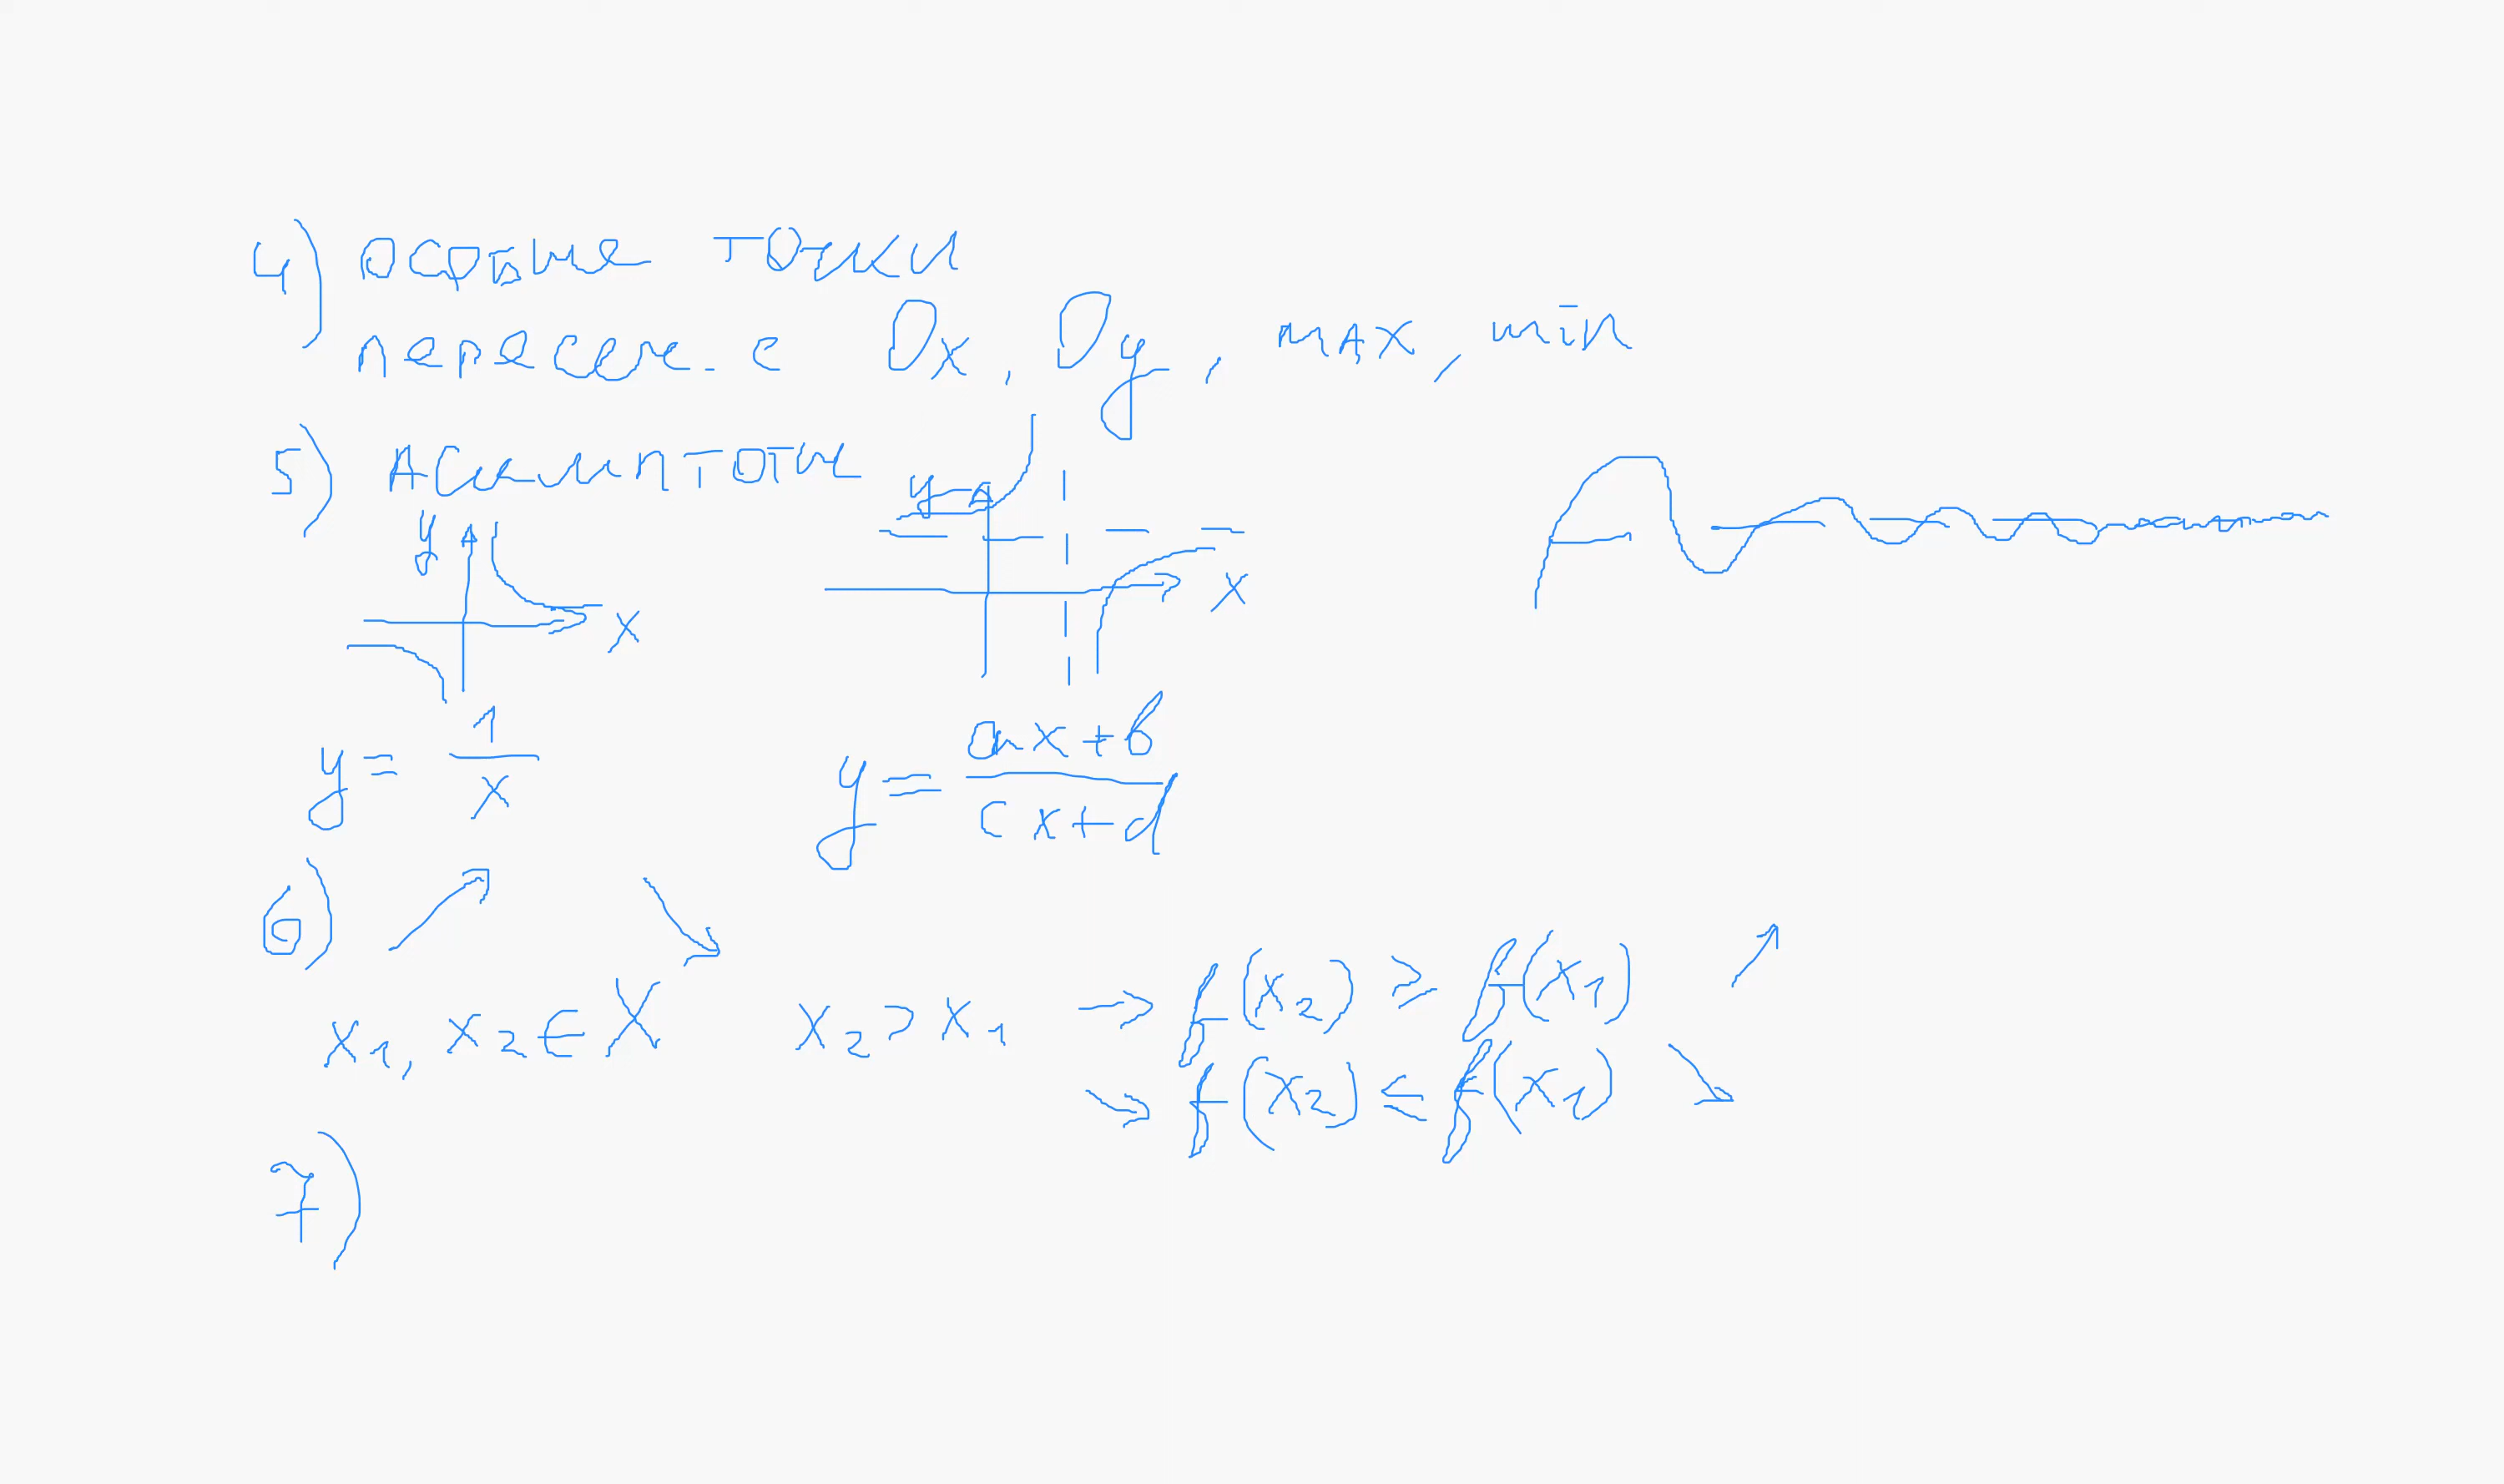 4) Особые точки
пересеч. с Ox, Oy, max, min
5) Асимптоты
y x
y x
y = 1/x
y = ax+b/cx+d
6)
x1, x2 ∈ X x2 > x1 → f(x2) ≥ f(x1) ↗
→ f(x2) ≤ f(x1) ↘
7)